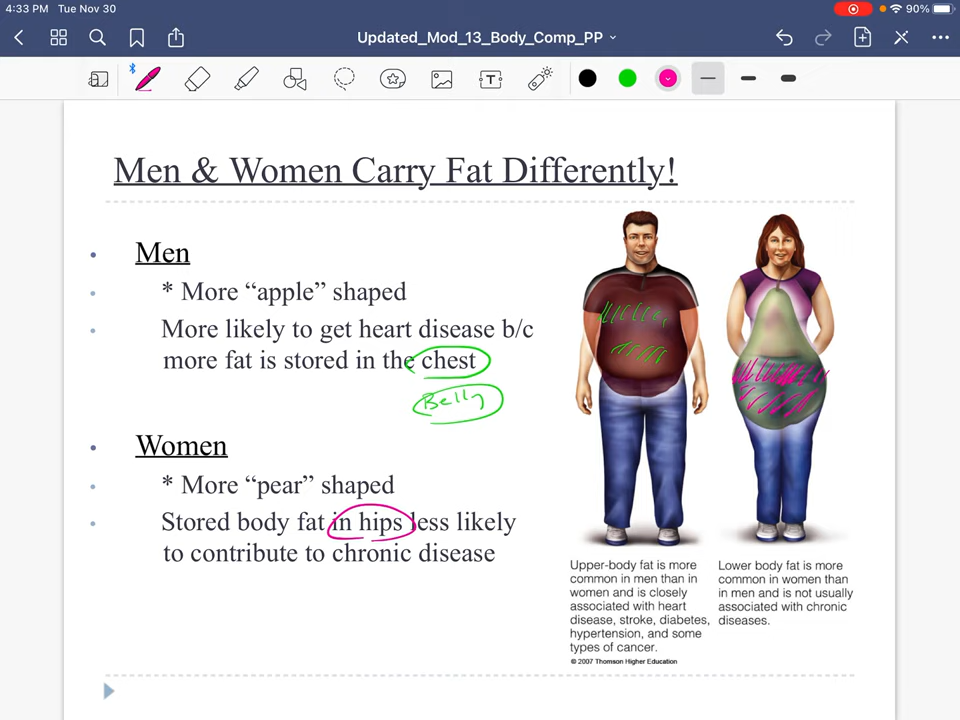 4:33 PM Tue Nov 30
90%
Updated_Mod_13_Body_Comp_PP
T
Men & Women Carry Fat Differently!
• Men
• * More “apple” shaped
• More likely to get heart disease b/c
more fat is stored in the chest
Belly
• Women
• * More “pear” shaped
• Stored body fat in hips less likely
to contribute to chronic disease
Upper-body fat is more
common in men than in
women and is closely
associated with heart
disease, stroke, diabetes,
hypertension, and some
types of cancer.
© 2007 Thomson Higher Education
Lower body fat is more
common in women than
in men and is not usually
associated with chronic
diseases.